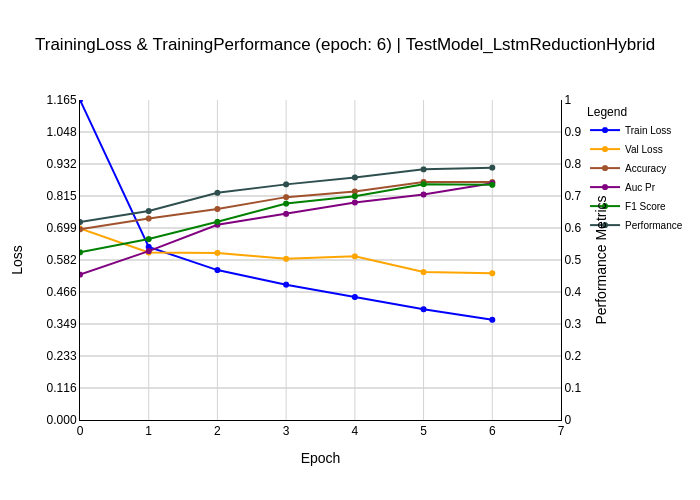 TrainingLoss & TrainingPerformance (epoch: 6) | TestModel_LstmReductionHybrid
1.165
1.048
0.932
0.815
0.699
0.582
0.466
0.349
0.233
0.116
0.000
Loss
0
1
2
3
4
5
6
7
Epoch
1
0.9
0.8
0.7
0.6
0.5
0.4
0.3
0.2
0.1
0
Performance Metrics
Legend
Train Loss
Val Loss
Accuracy
Auc Pr
F1 Score
Performance